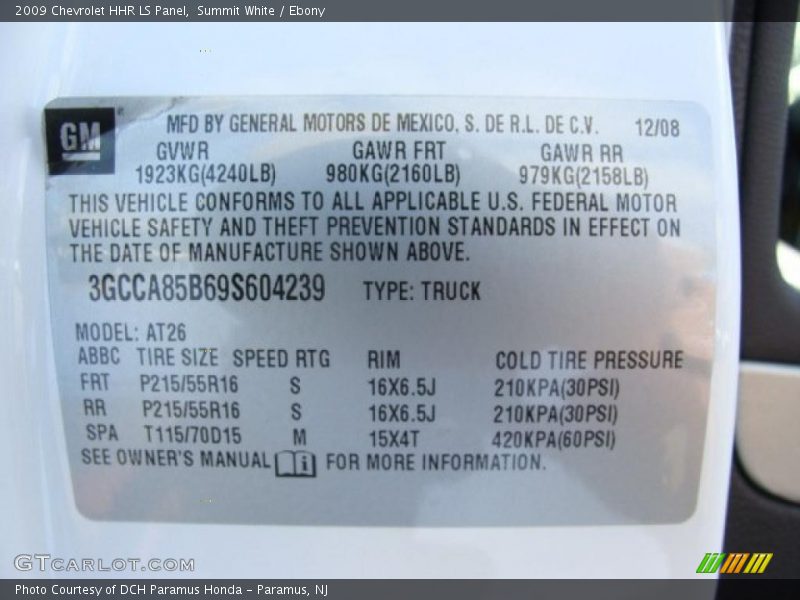 2009 Chevrolet HHR LS Panel,  Summit White / Ebony
GM
MFD BY GENERAL MOTORS DE MEXICO, S. DE R.L. DE C.V. 12/08
GVWR GAWR FRT GAWR RR
1923KG(4240LB) 980KG(2160LB) 979KG(2158LB)
THIS VEHICLE CONFORMS TO ALL APPLICABLE U.S. FEDERAL MOTOR
VEHICLE SAFETY AND THEFT PREVENTION STANDARDS IN EFFECT ON
THE DATE OF MANUFACTURE SHOWN ABOVE.
3GCCA85B69S604239 TYPE: TRUCK
MODEL: AT26
ABBC TIRE SIZE SPEED RTG RIM COLD TIRE PRESSURE
FRT P215/55R16 S 16X6.5J 210KPA(30PSI)
RR P215/55R16 S 16X6.5J 210KPA(30PSI)
SPA T115/70D15 M 15X4T 420KPA(60PSI)
SEE OWNER'S MANUAL i FOR MORE INFORMATION.
GTCARLOT.COM
Photo Courtesy of DCH Paramus Honda - Paramus, NJ